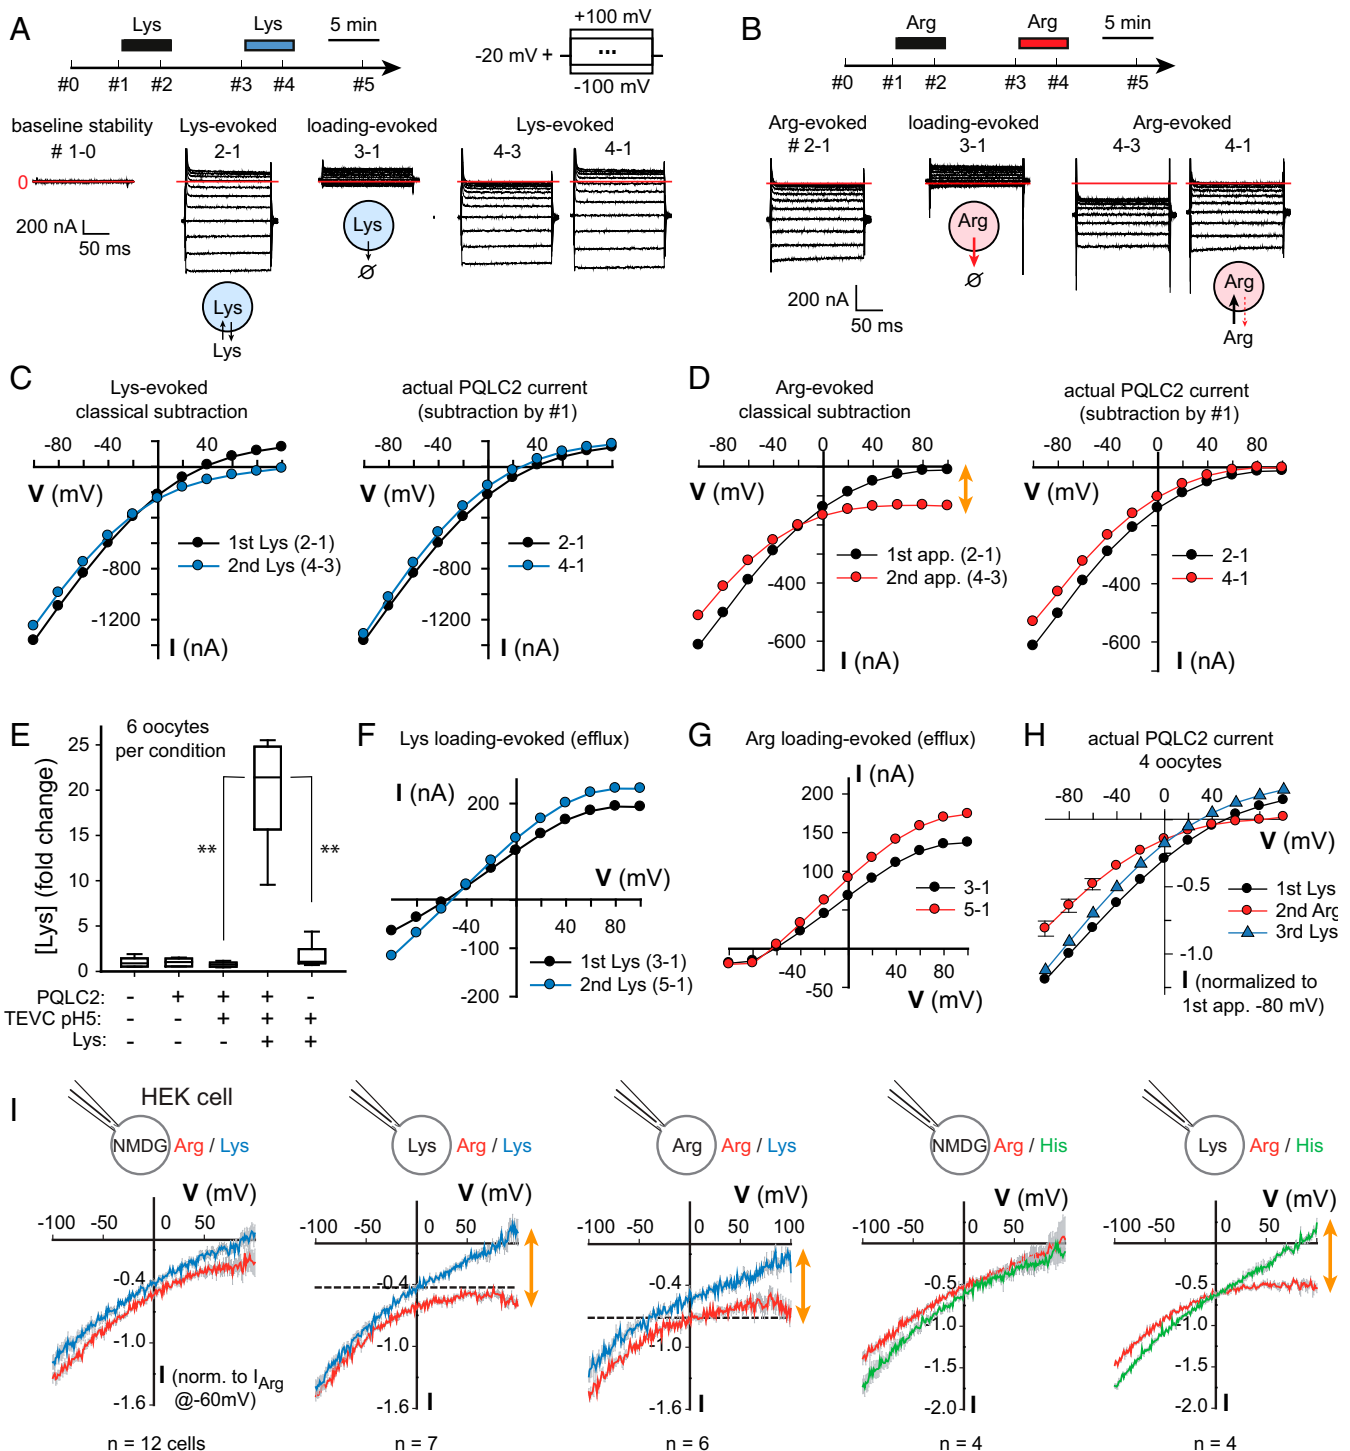 A
Lys
Lys
5 min
#0
#1
#2
#3
#4
#5
+100 mV
-20 mV
...
-100 mV
baseline stability
# 1-0
Lys-evoked
2-1
loading-evoked
3-1
Lys-evoked
4-3
4-1
0
200 nA
50 ms
Lys
Lys
Lys
Ø
B
Arg
Arg
5 min
#0
#1
#2
#3
#4
#5
Arg-evoked
# 2-1
loading-evoked
3-1
Arg-evoked
4-3
4-1
Arg
Ø
200 nA
50 ms
Arg
Arg
C
Lys-evoked
classical subtraction
-80
-40
40
V (mV)
1st Lys (2-1)
2nd Lys (4-3)
-800
-1200
I (nA)
actual PQLC2 current
(subtraction by #1)
-80
-40
0
40
80
V (mV)
2-1
4-1
-800
-1200
I (nA)
D
Arg-evoked
classical subtraction
-80
-40
0
40
80
V (mV)
1st app. (2-1)
2nd app. (4-3)
-400
-600
I (nA)
actual PQLC2 current
(subtraction by #1)
-80
-40
0
40
80
V (mV)
2-1
4-1
-400
-600
I (nA)
E
6 oocytes
per condition
[Lys] (fold change)
25
20
15
10
5
0
**
**
PQLC2: - + + + -
TEVC pH5: - - + + +
Lys: - - - + +
F
Lys loading-evoked (efflux)
I (nA)
200
V (mV)
-40
40
80
-100
-200
1st Lys (3-1)
2nd Lys (5-1)
G
Arg loading-evoked (efflux)
I (nA)
200
150
100
50
-40
40
80
-50
V (mV)
3-1
5-1
H
actual PQLC2 current
4 oocytes
-80
-40
0
40
V (mV)
-0.5
-1.0
1st Lys
2nd Arg
3rd Lys
I (normalized to
1st app. -80 mV)
I
HEK cell
NMDG
Arg / Lys
V (mV)
-100
-50
0
50
-0.4
-1.0
-1.6
I (norm. to IArg
@-60mV)
n = 12 cells
Lys
Arg / Lys
V (mV)
-100
-50
0
50
-0.4
-1.0
-1.6
I
n = 7
Arg
Arg / Lys
V (mV)
-100
-50
0
50
100
-0.4
-1.0
-1.6
I
n = 6
NMDG
Arg / His
V (mV)
-100
-50
0
50
-0.5
-1.0
-1.5
-2.0
I
n = 4
Lys
Arg / His
V (mV)
-100
-50
0
50
-0.5
-1.0
-1.5
-2.0
I
n = 4